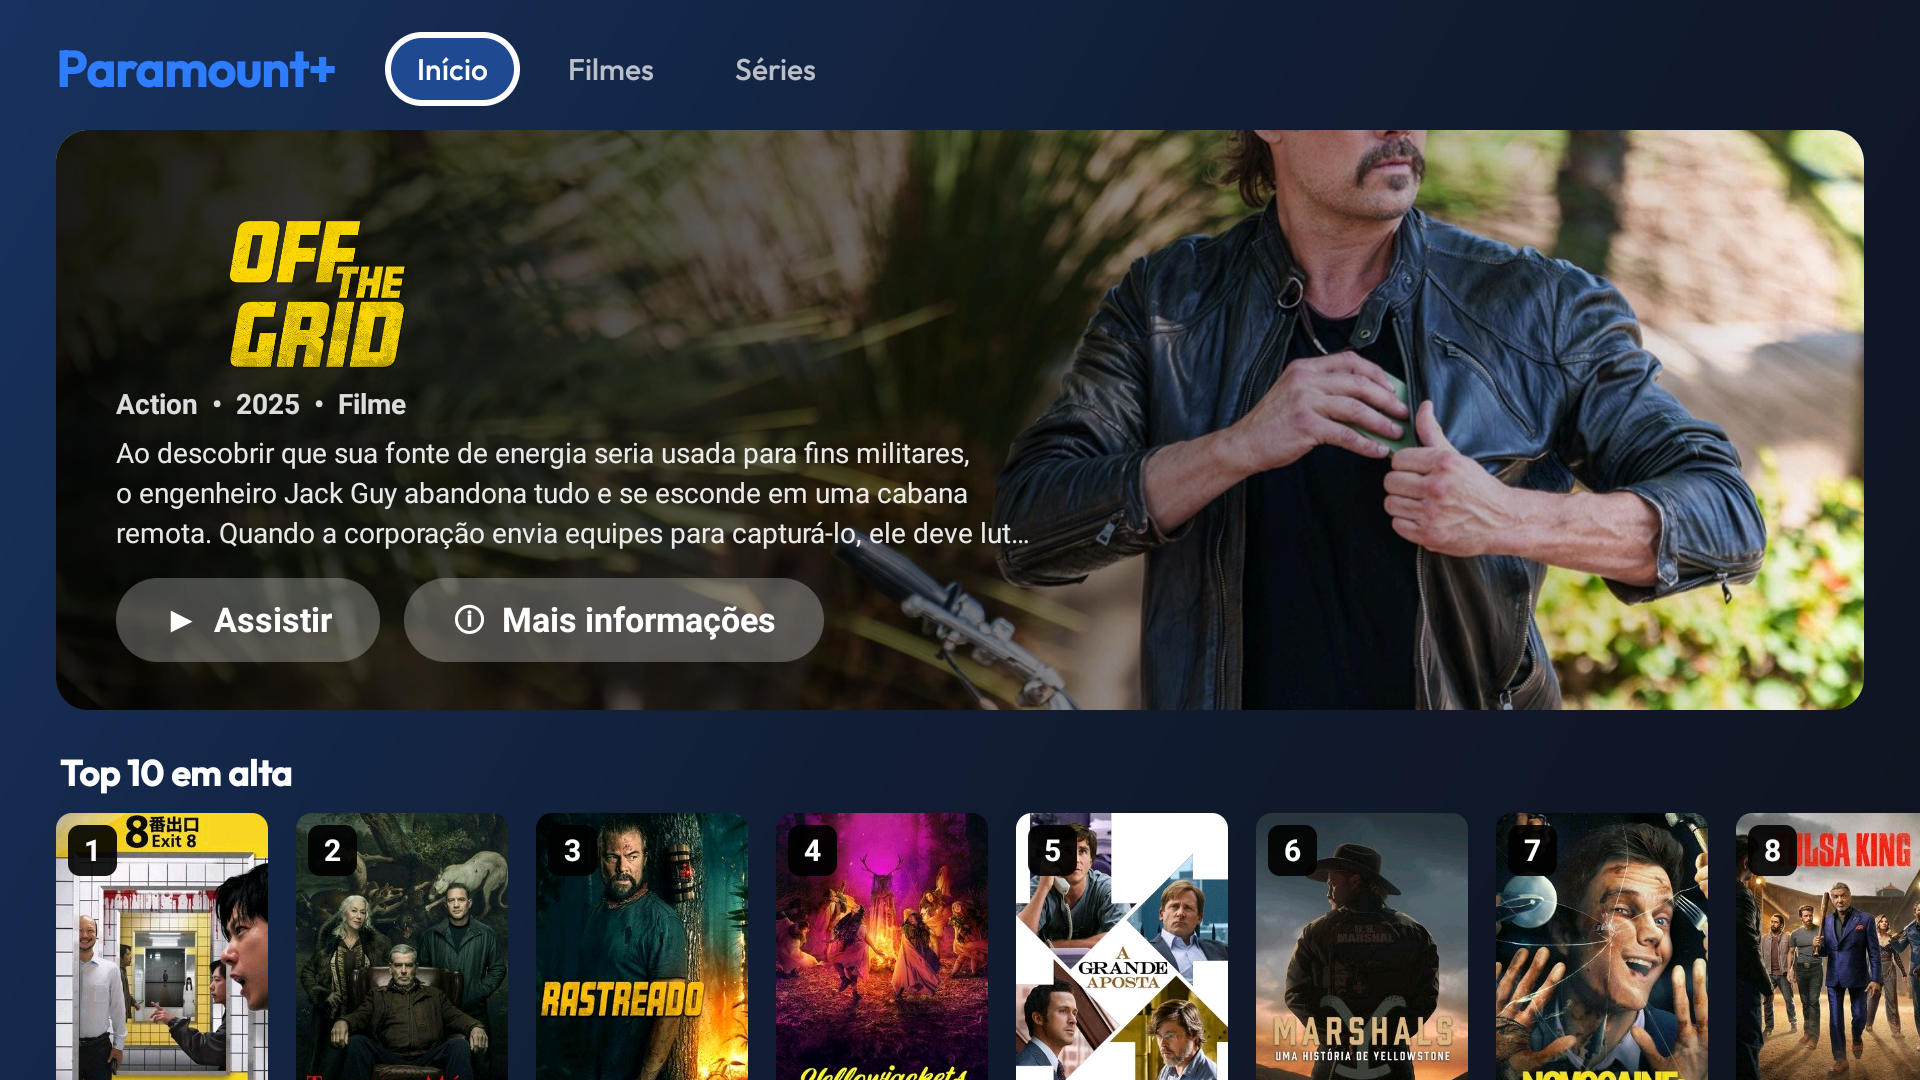 Paramount+
Início
Filmes
Séries
OFF
THE
GRID
Action • 2025 • Filme
Ao descobrir que sua fonte de energia seria usada para fins militares,
o engenheiro Jack Guy abandona tudo e se esconde em uma cabana
remota. Quando a corporação envia equipes para capturá-lo, ele deve lut...
Assistir
Mais informações
Top 10 em alta
1
8番出口
Exit 8
2
3
RASTREADO
4
Yellowjackets
5
A
GRANDE
APOSTA
6
U.S.
MARSHAL
MARSHALS
UMA HISTÓRIA DE YELLOWSTONE
7
NOVOCAINE
8
ULSA KING